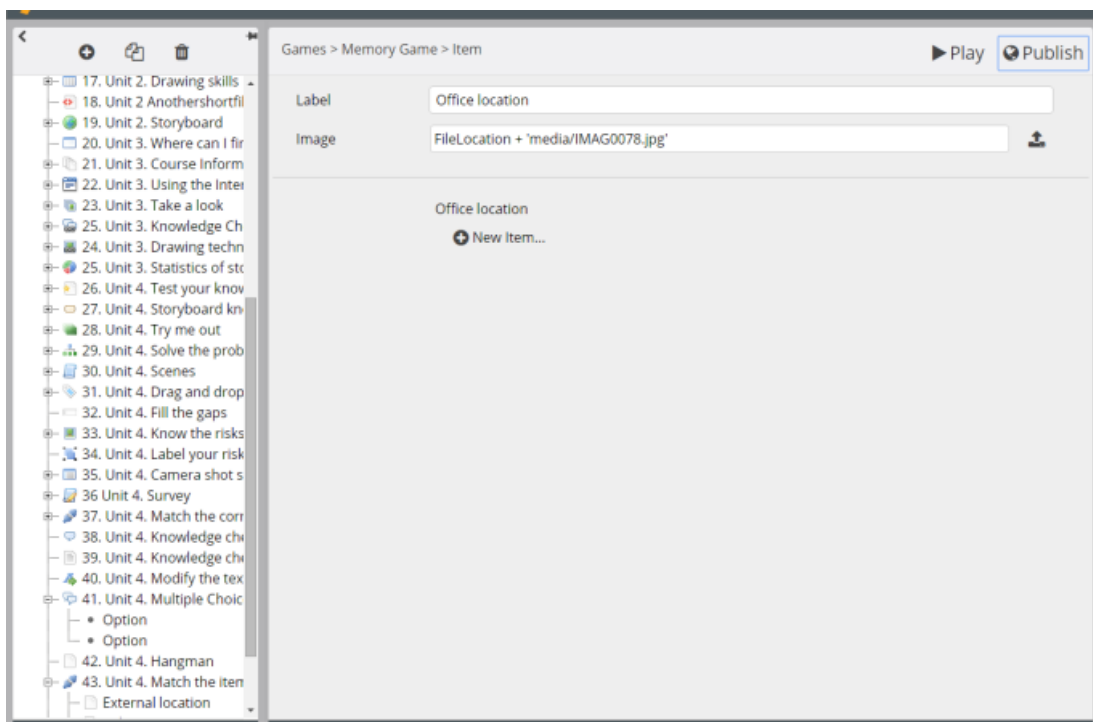 17. Unit 2. Drawing skills
18. Unit 2 Anothershortfil
19. Unit 2. Storyboard
20. Unit 3. Where can I fir
21. Unit 3. Course Inform
22. Unit 3. Using the Inter
23. Unit 3. Take a look
25. Unit 3. Knowledge Ch
24. Unit 3. Drawing techn
25. Unit 3. Statistics of sto
26. Unit 4. Test your know
27. Unit 4. Storyboard kn
28. Unit 4. Try me out
29. Unit 4. Solve the prob
30. Unit 4. Scenes
31. Unit 4. Drag and drop
32. Unit 4. Fill the gaps
33. Unit 4. Know the risks
34. Unit 4. Label your risk
35. Unit 4. Camera shot s
36 Unit 4. Survey
37. Unit 4. Match the corr
38. Unit 4. Knowledge che
39. Unit 4. Knowledge che
40. Unit 4. Modify the tex
41. Unit 4. Multiple Choic
Option
Option
42. Unit 4. Hangman
43. Unit 4. Match the item
External location
Games > Memory Game > Item
Play Publish
Label Office location
Image FileLocation + 'media/IMAG0078.jpg'
Office location
New Item...